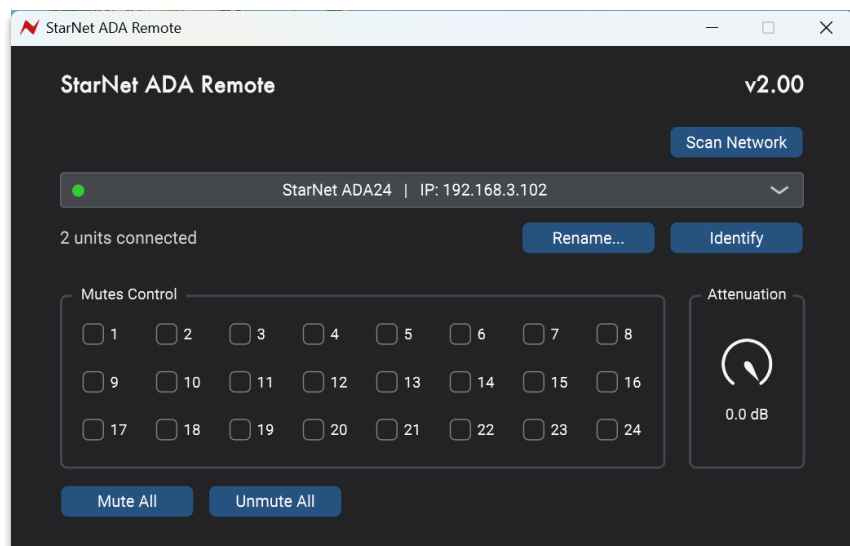 StarNet ADA Remote
StarNet ADA Remote v2.00
Scan Network
StarNet ADA24 | IP: 192.168.3.102
2 units connected Rename... Identify
Mutes Control Attenuation
1 2 3 4 5 6 7 8
9 10 11 12 13 14 15 16
0.0 dB
17 18 19 20 21 22 23 24
Mute All Unmute All